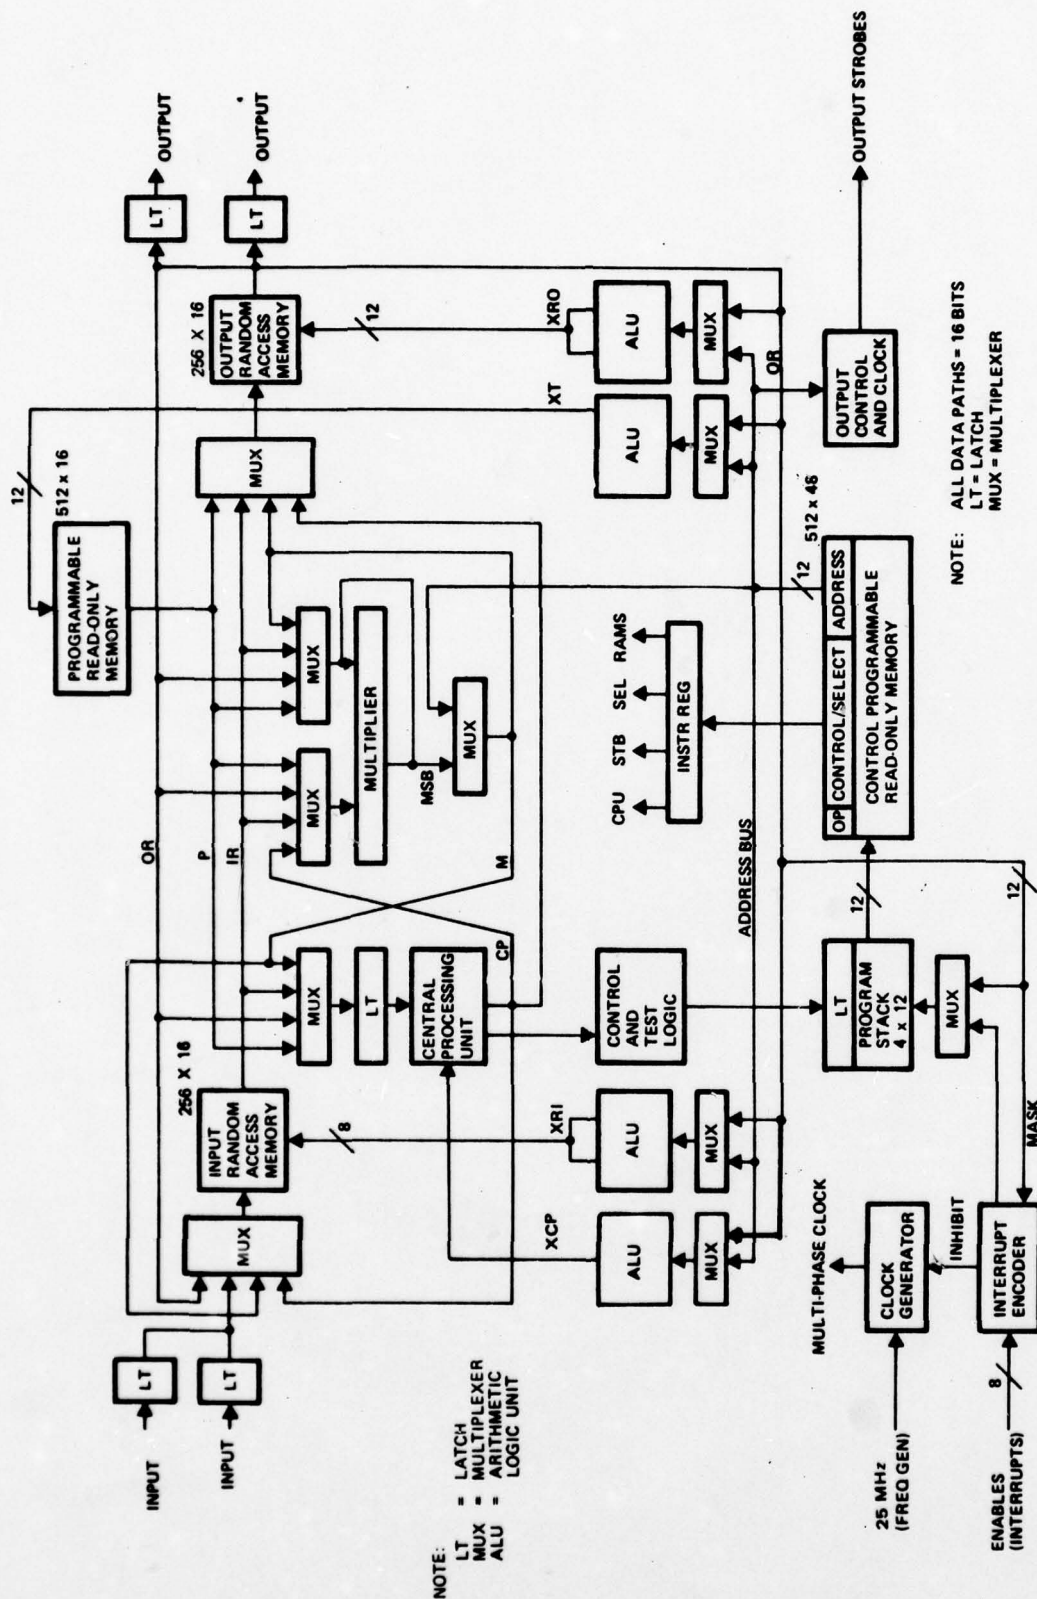 INPUT
INPUT
LT
LT
MUX
256 X 16
INPUT
RANDOM
ACCESS
MEMORY
OR
P
IR
MUX
LT
CENTRAL
PROCESSING
UNIT
CP
M
MUX
MUX
MULTIPLIER
MSB
MUX
12
512 x 16
PROGRAMMABLE
READ-ONLY
MEMORY
MUX
256 X 16
OUTPUT
RANDOM
ACCESS
MEMORY
LT
OUTPUT
LT
OUTPUT
NOTE:
LT = LATCH
MUX = MULTIPLEXER
ALU = ARITHMETIC
LOGIC UNIT
XCP
ALU
MUX
8
XRI
ALU
MUX
CONTROL
AND
TEST
LOGIC
ADDRESS BUS
CPU
STB
SEL
RAMS
INSTR REG
XT
ALU
MUX
12
XRO
ALU
MUX
OR
25 MHz
(FREQ GEN)
MULTI-PHASE CLOCK
CLOCK
GENERATOR
INHIBIT
ENABLES
(INTERRUPTS)
8
INTERRUPT
ENCODER
MASK
LT
PROGRAM
STACK
4 x 12
MUX
12
12
OP
CONTROL/SELECT
ADDRESS
CONTROL PROGRAMMABLE
READ-ONLY MEMORY
12
512 x 48
OUTPUT
CONTROL
AND CLOCK
OUTPUT STROBES
NOTE: ALL DATA PATHS = 16 BITS
LT = LATCH
MUX = MULTIPLEXER